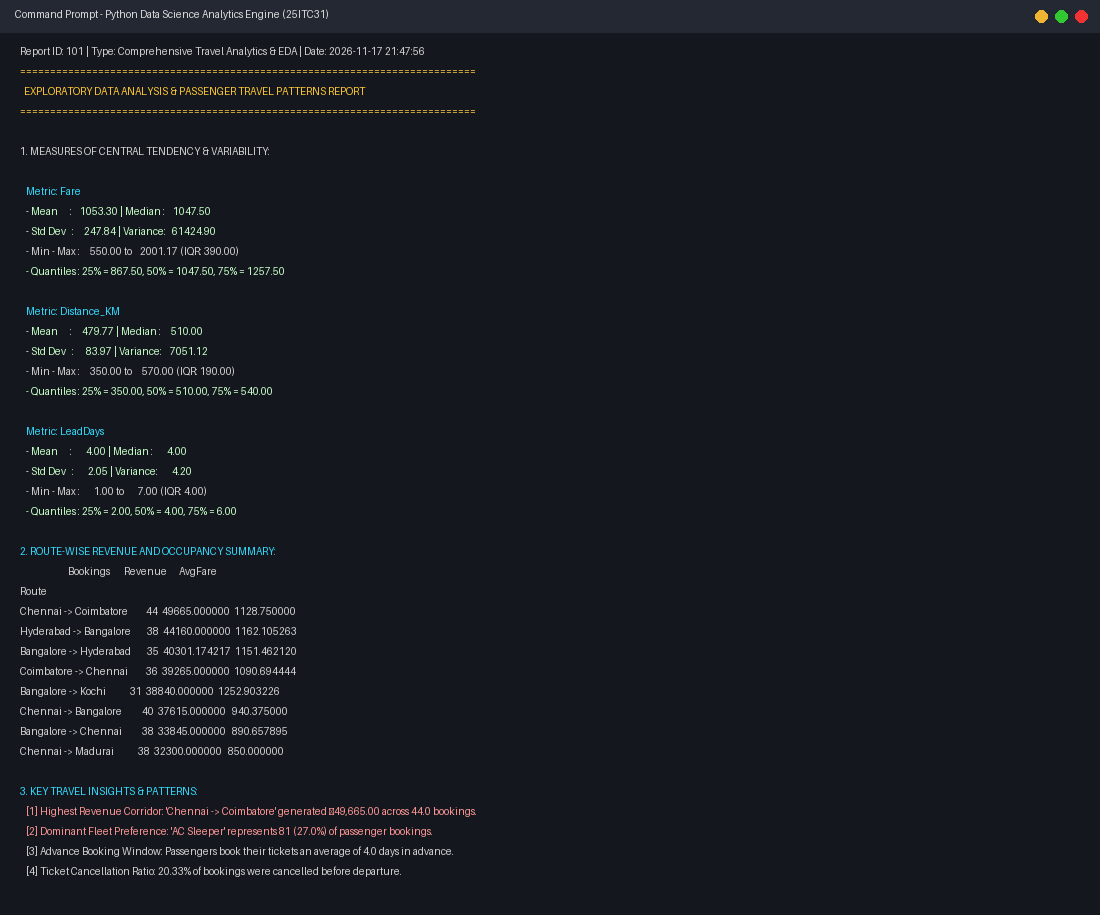 Command Prompt - Python Data Science Analytics Engine (25ITC31)
Report ID: 101 | Type: Comprehensive Travel Analytics & EDA | Date: 2026-11-17 21:47:56
============================================================================
EXPLORATORY DATA ANALYSIS & PASSENGER TRAVEL PATTERNS REPORT
============================================================================
1. MEASURES OF CENTRAL TENDENCY & VARIABILITY:
Metric: Fare
- Mean : 1053.30 | Median : 1047.50
- Std Dev : 247.84 | Variance: 61424.90
- Min - Max : 550.00 to 2001.17 (IQR: 390.00)
- Quantiles : 25% = 867.50, 50% = 1047.50, 75% = 1257.50
Metric: Distance_KM
- Mean : 479.77 | Median : 510.00
- Std Dev : 83.97 | Variance: 7051.12
- Min - Max : 350.00 to 570.00 (IQR: 190.00)
- Quantiles : 25% = 350.00, 50% = 510.00, 75% = 540.00
Metric: LeadDays
- Mean : 4.00 | Median : 4.00
- Std Dev : 2.05 | Variance: 4.20
- Min - Max : 1.00 to 7.00 (IQR: 4.00)
- Quantiles : 25% = 2.00, 50% = 4.00, 75% = 6.00
2. ROUTE-WISE REVENUE AND OCCUPANCY SUMMARY:
Bookings Revenue AvgFare
Route
Chennai -> Coimbatore 44 49665.000000 1128.750000
Hyderabad -> Bangalore 38 44160.000000 1162.105263
Bangalore -> Hyderabad 35 40301.174217 1151.462120
Coimbatore -> Chennai 36 39265.000000 1090.694444
Bangalore -> Kochi 31 38840.000000 1252.903226
Chennai -> Bangalore 40 37615.000000 940.375000
Bangalore -> Chennai 38 33845.000000 890.657895
Chennai -> Madurai 38 32300.000000 850.000000
3. KEY TRAVEL INSIGHTS & PATTERNS:
[1] Highest Revenue Corridor: 'Chennai -> Coimbatore' generated 49,665.00 across 44.0 bookings.
[2] Dominant Fleet Preference: 'AC Sleeper' represents 81 (27.0%) of passenger bookings.
[3] Advance Booking Window: Passengers book their tickets an average of 4.0 days in advance.
[4] Ticket Cancellation Ratio: 20.33% of bookings were cancelled before departure.